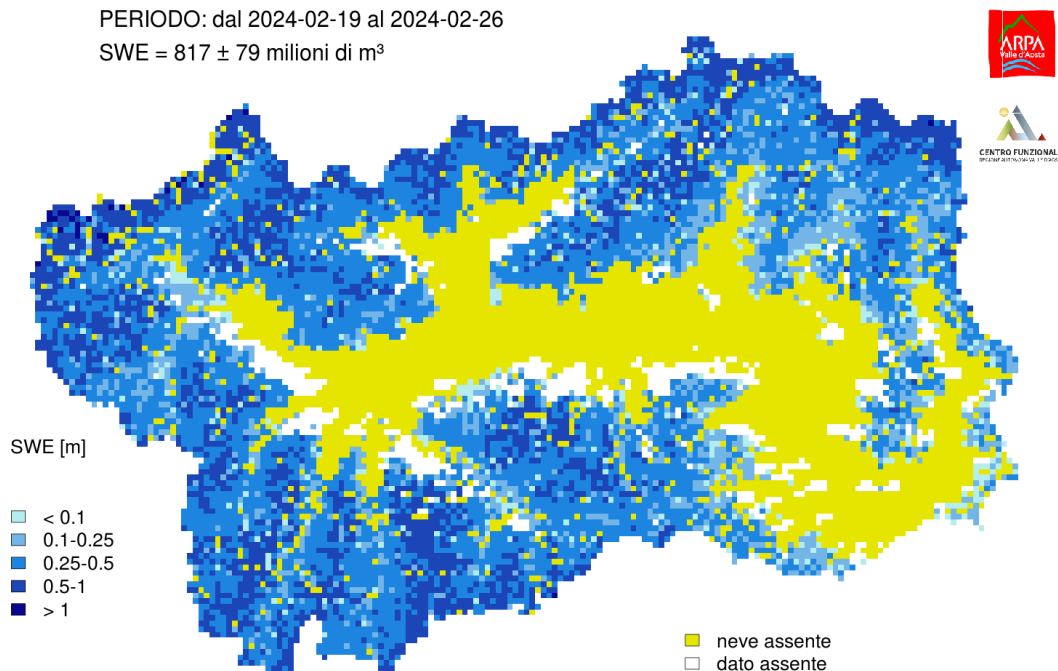 PERIODO: dal 2024-02-19 al 2024-02-26
SWE = 817 ± 79 milioni di m³
ARPA
Valle d'Aosta
CENTRO FUNZIONAL
SWE [m]
< 0.1
0.1-0.25
0.25-0.5
0.5-1
> 1
neve assente
dato assente